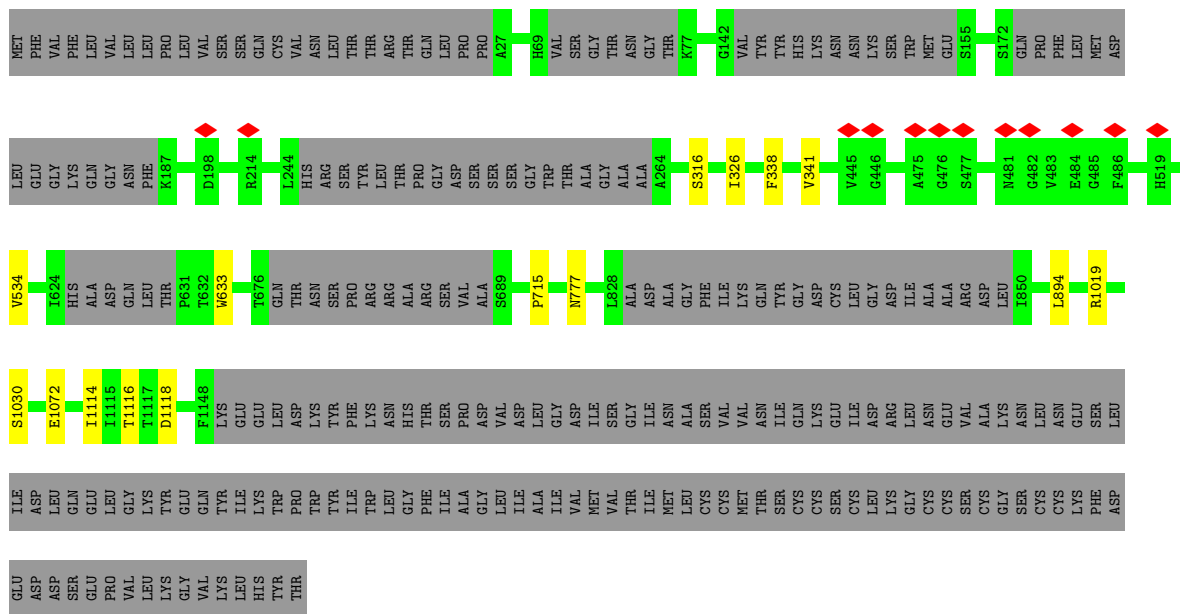 MET PHE VAL PHE LEU VAL LEU LEU PRO LEU VAL SER SER GLN CYS VAL ASN LEU THR THR ARG THR GLN LEU PRO PRO A27 H69 VAL SER GLY THR ASN GLY THR K77 G142 VAL TYR TYR HIS LYS ASN ASN LYS SER TRP MET GLU S155 S172 GLN PRO PHE LEU MET ASP
LEU GLU GLY LYS GLN GLY ASN PHE K187 D198 R214 L244 HIS ARG SER TYR LEU THR PRO GLY ASP SER SER SER GLY TRP THR ALA GLY ALA ALA A264 S316 I326 F338 V341 V445 G446 A475 G476 S477 N481 G482 V483 E484 G485 F486 H519
V534 I624 HIS ALA ASP GLN LEU THR P631 T632 W633 T676 GLN THR ASN SER PRO ARG ARG ALA ARG SER VAL ALA S689 P715 N777 L828 ALA ASP ALA GLY PHE ILE LYS GLN TYR GLY ASP CYS LEU GLY ASP ILE ALA ALA ARG ASP LEU I850 L894 R1019
S1030 E1072 I1114 I1115 T1116 T1117 D1118 F1148 LYS GLU GLU LEU ASP LYS TYR PHE LYS ASN HIS THR SER PRO ASP VAL ASP LEU GLY ASP ILE SER GLY ILE ASN ALA SER VAL VAL ASN ILE GLN LYS GLU ILE ASP ARG LEU ASN GLU VAL ALA LYS ASN LEU ASN GLU SER LEU
ILE ASP LEU GLN GLU LEU GLY LYS TYR GLU GLN TYR ILE LYS TRP PRO TRP TYR ILE TRP LEU GLY PHE ILE ALA GLY LEU ILE ALA ILE VAL MET VAL THR ILE MET LEU CYS CYS MET THR SER CYS CYS SER CYS LEU LYS GLY CYS CYS SER CYS GLY SER CYS CYS LYS PHE ASP
GLU ASP ASP SER GLU PRO VAL LEU LYS GLY VAL LYS LEU HIS TYR THR